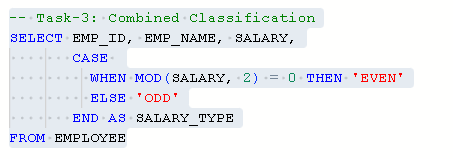 -- Task-3: Combined Classification
SELECT EMP_ID, EMP_NAME, SALARY,
CASE
WHEN MOD(SALARY, 2) = 0 THEN 'EVEN'
ELSE 'ODD'
END AS SALARY_TYPE
FROM EMPLOYEE